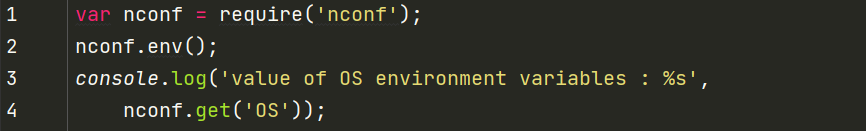 1 var nconf = require('nconf');
2 nconf.env();
3 console.log('value of OS environment variables : %s',
4     nconf.get('OS'));